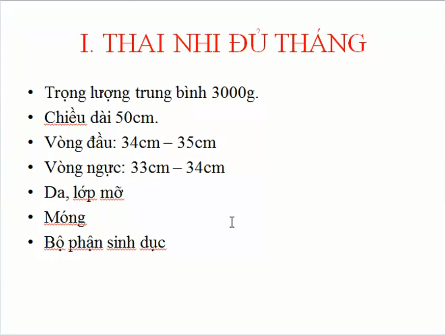 I. THAI NHI ĐỦ THÁNG
• Trọng lượng trung bình 3000g.
• Chiều dài 50cm.
• Vòng đầu: 34cm – 35cm
• Vòng ngực: 33cm – 34cm
• Da, lớp mỡ
• Móng
• Bộ phận sinh dục